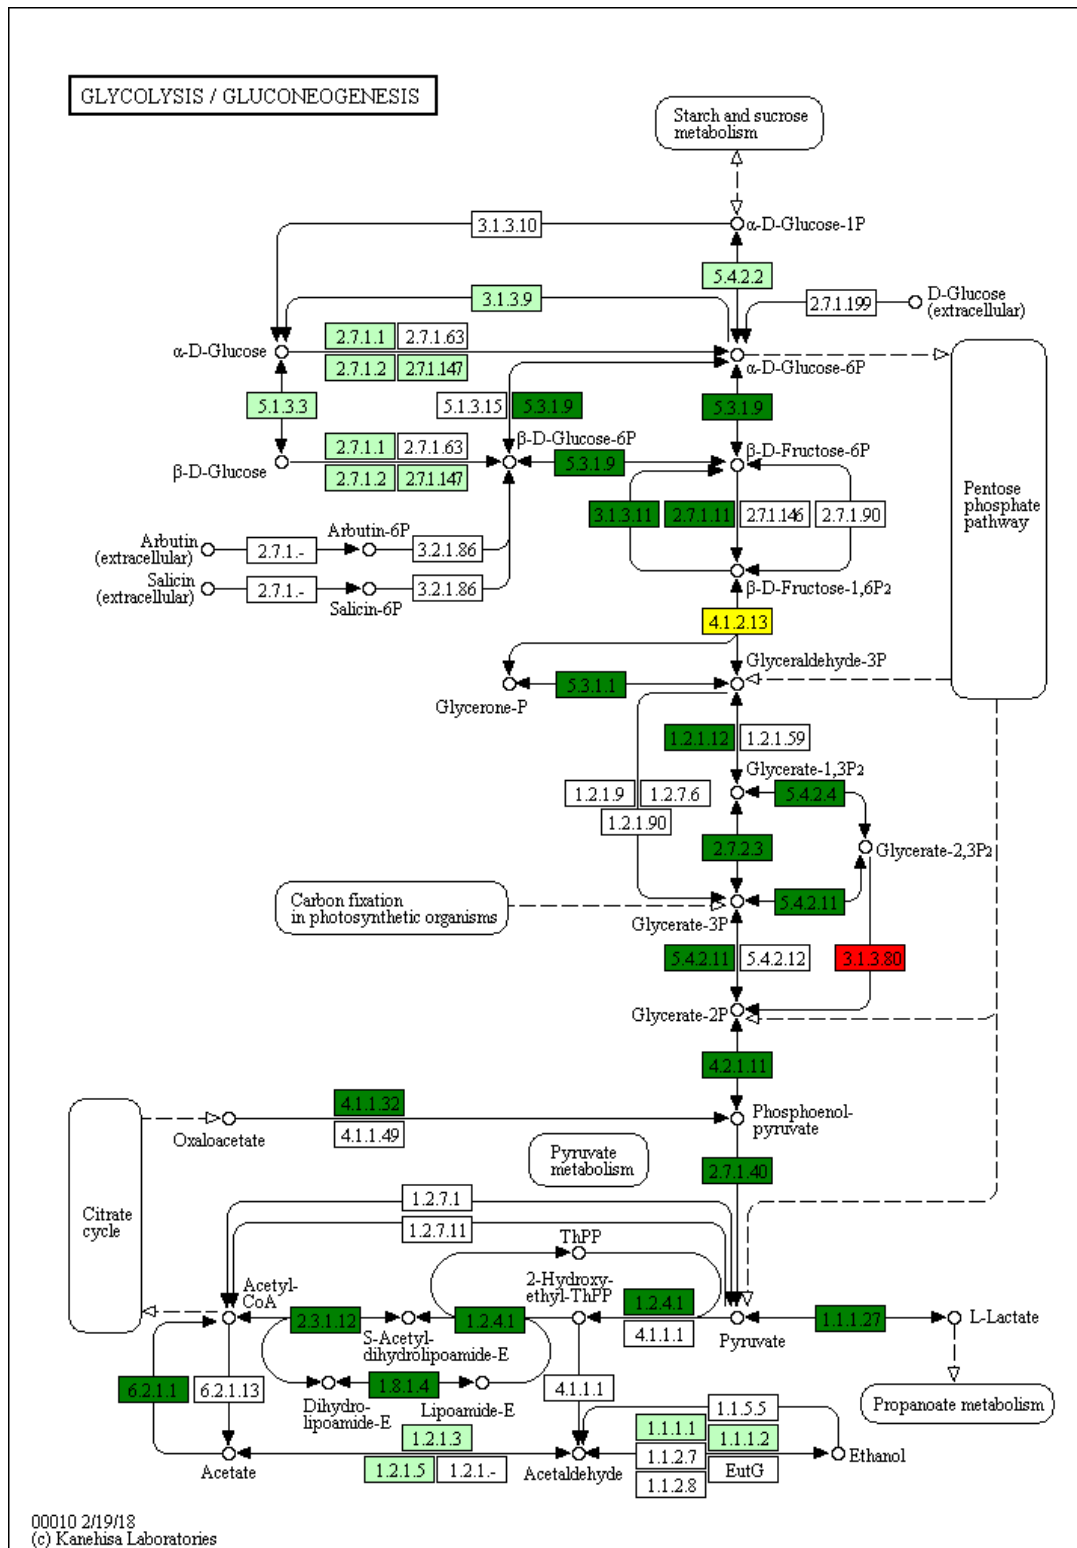 GLYCOLYSIS / GLUCONEOGENESIS
Starch and sucrose
metabolism
3.1.3.10
α-D-Glucose-1P
5.4.2.2
3.1.3.9
2.7.1.199
D-Glucose
(extracellular)
2.7.1.1
2.7.1.63
α-D-Glucose
2.7.1.2
2.7.1.147
α-D-Glucose-6P
5.1.3.3
5.1.3.15
5.3.1.9
5.3.1.9
2.7.1.1
2.7.1.63
β-D-Glucose-6P
β-D-Fructose-6P
β-D-Glucose
2.7.1.2
2.7.1.147
5.3.1.9
Pentose
phosphate
pathway
3.1.3.11
2.7.1.11
2.7.1.146
2.7.1.90
Arbutin
(extracellular)
2.7.1.-
Arbutin-6P
3.2.1.86
Salicin
(extracellular)
2.7.1.-
Salicin-6P
3.2.1.86
β-D-Fructose-1,6P2
4.1.2.13
Glyceraldehyde-3P
5.3.1.1
Glycerone-P
1.2.1.12
1.2.1.59
Glycerate-1,3P2
1.2.1.9
1.2.7.6
5.4.2.4
1.2.1.90
2.7.2.3
Glycerate-2,3P2
Carbon fixation
in photosynthetic organisms
5.4.2.11
Glycerate-3P
5.4.2.11
5.4.2.12
3.1.3.80
Glycerate-2P
4.2.1.11
4.1.1.32
Oxaloacetate
4.1.1.49
Phosphoenol-
pyruvate
Pyruvate
metabolism
2.7.1.40
Citrate
cycle
1.2.7.1
1.2.7.11
ThPP
2-Hydroxy-
ethyl-ThPP
Acetyl-
CoA
2.3.1.12
S-Acetyl-
dihydrolipoamide-E
1.2.4.1
1.2.4.1
4.1.1.1
Pyruvate
1.1.1.27
L-Lactate
6.2.1.1
6.2.1.13
Dihydro-
lipoamide-E
1.8.1.4
Lipoamide-E
4.1.1.1
Propanoate metabolism
1.1.5.5
1.2.1.3
1.1.1.1
1.1.1.2
Acetate
1.2.1.5
1.2.1.-
Acetaldehyde
1.1.2.7
EutG
Ethanol
1.1.2.8
00010 2/19/18
(c) Kanehisa Laboratories